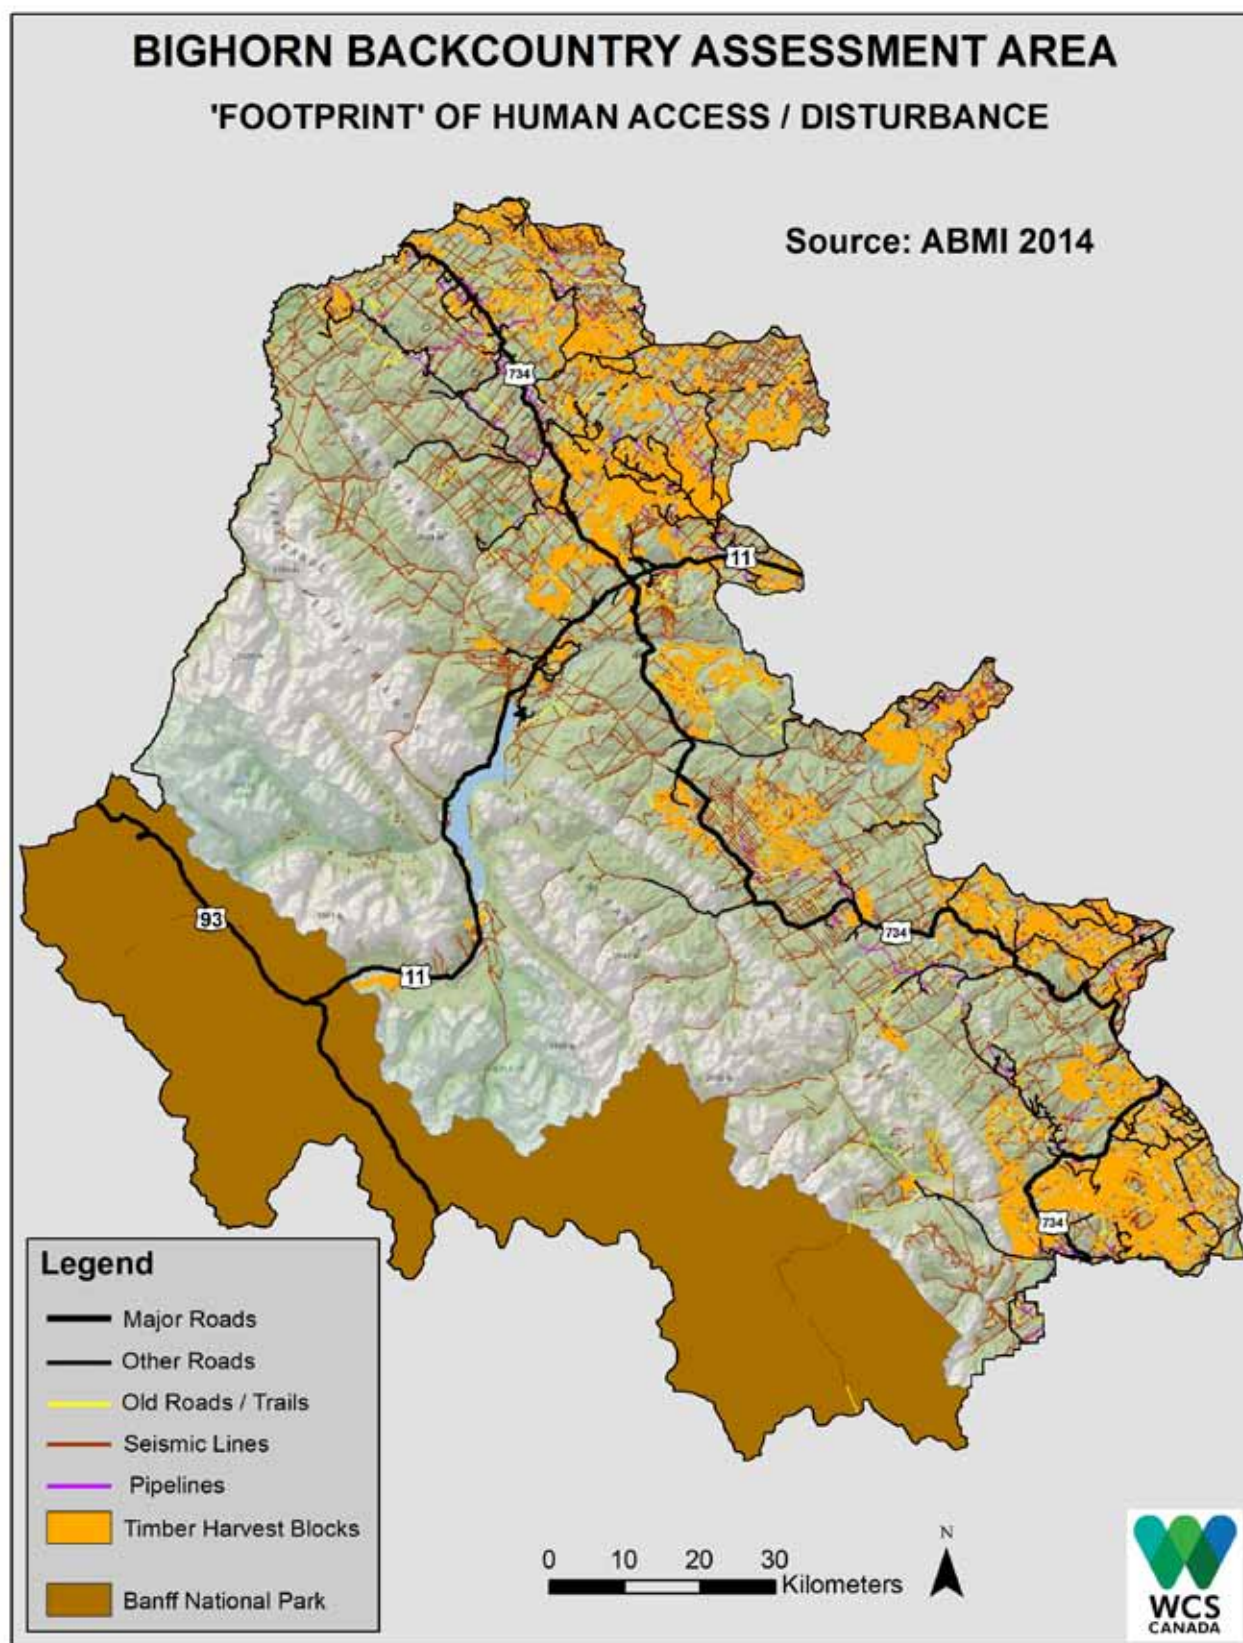 BIGHORN BACKCOUNTRY ASSESSMENT AREA
'FOOTPRINT' OF HUMAN ACCESS / DISTURBANCE
Source: ABMI 2014
734
11
93
11
734
734
Legend
Major Roads
Other Roads
Old Roads / Trails
Seismic Lines
Pipelines
Timber Harvest Blocks
Banff National Park
N
0 10 20 30
Kilometers
WCS
CANADA